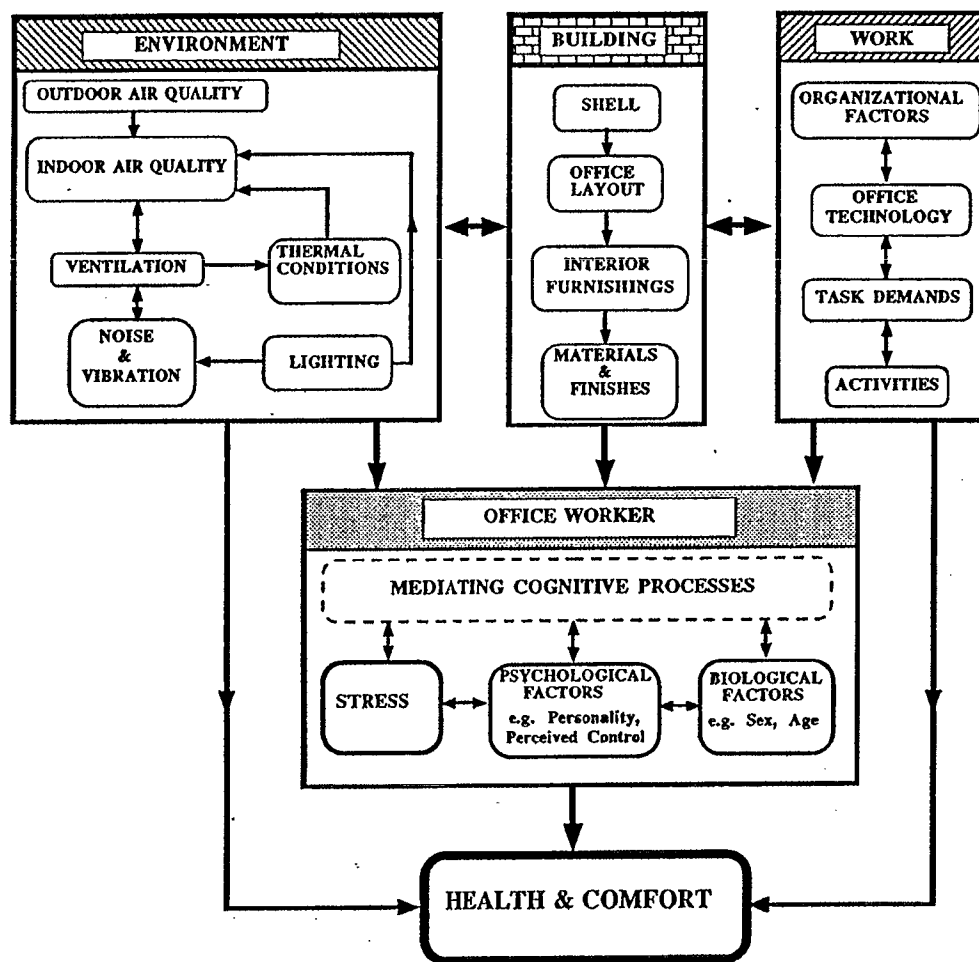 ENVIRONMENT
OUTDOOR AIR QUALITY
INDOOR AIR QUALITY
VENTILATION
THERMAL
CONDITIONS
NOISE
&
VIBRATION
LIGHTING
BUILDING
SHELL
OFFICE
LAYOUT
INTERIOR
FURNISHINGS
MATERIALS
&
FINISHES
WORK
ORGANIZATIONAL
FACTORS
OFFICE
TECHNOLOGY
TASK DEMANDS
ACTIVITIES
OFFICE WORKER
MEDIATING COGNITIVE PROCESSES
STRESS
PSYCHOLOGICAL
FACTORS
e.g. Personality,
Perceived Control
BIOLOGICAL
FACTORS
e.g. Sex, Age
HEALTH & COMFORT